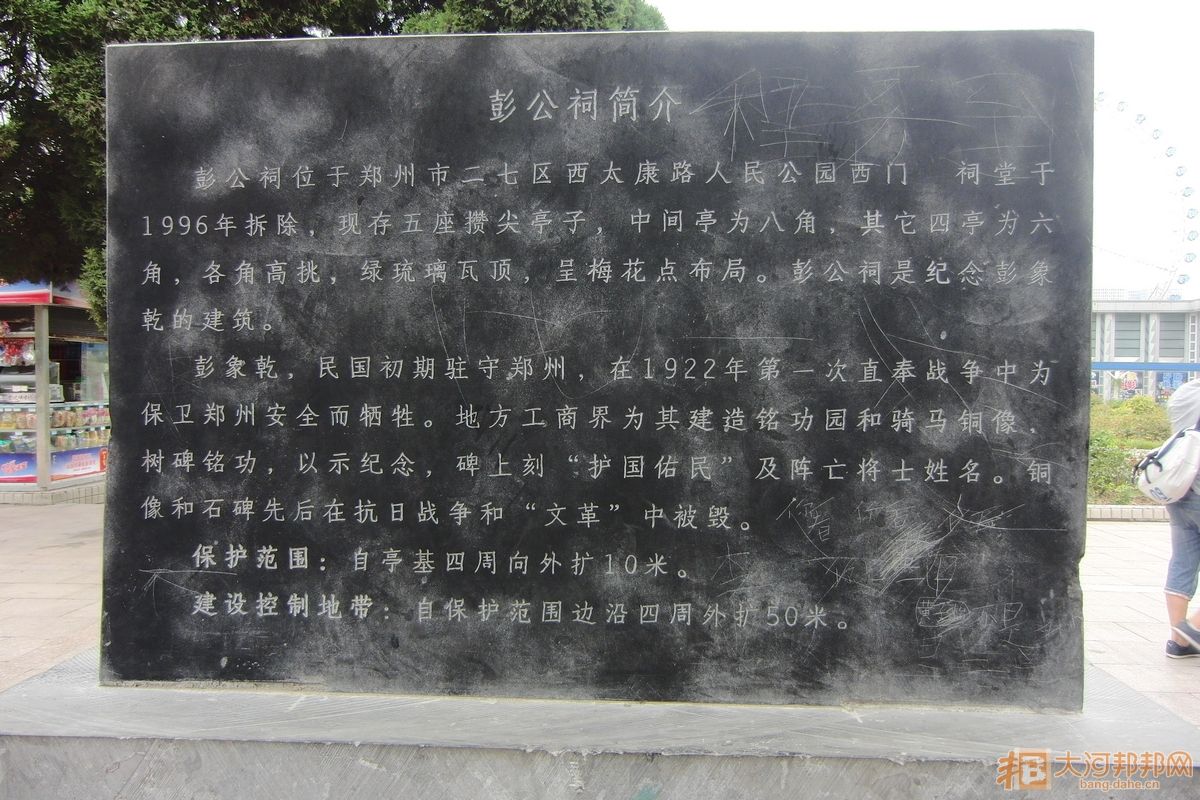 彭公祠简介
彭公祠位于郑州市二七区西太康路人民公园西门　祠堂于
1996年拆除，现存五座攒尖亭子，中间亭为八角，其它四亭为六
角，各角高挑，绿琉璃瓦顶，呈梅花点布局。彭公祠是纪念彭象
乾的建筑。
彭象乾，民国初期驻守郑州，在1922年第一次直奉战争中为
保卫郑州安全而牺牲。地方工商界为其建造铭功园和骑马铜像，
树碑铭功，以示纪念，碑上刻“护国佑民”及阵亡将士姓名。铜
像和石碑先后在抗日战争和“文革”中被毁。
保护范围：自亭基四周向外扩10米。
建设控制地带：自保护范围边沿四周外扩50米。
大河邦邦网
bang.dahe.cn